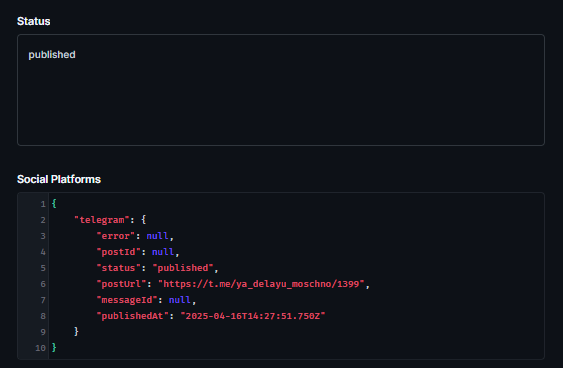 Status
published
Social Platforms
1 {
2 "telegram": {
3 "error": null,
4 "postId": null,
5 "status": "published",
6 "postUrl": "https://t.me/ya_delayu_moschno/1399",
7 "messageId": null,
8 "publishedAt": "2025-04-16T14:27:51.750Z"
9 }
10 }